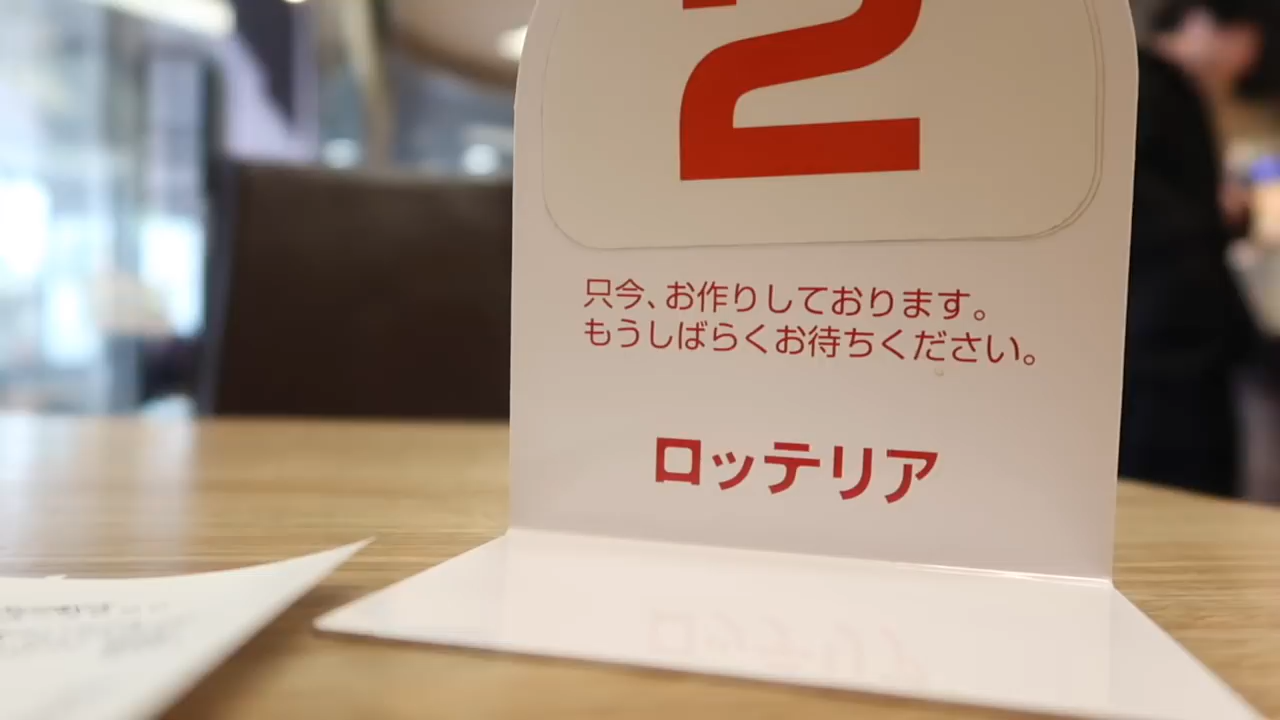 2
只今、お作りしております。
もうしばらくお待ちください。
ロッテリア